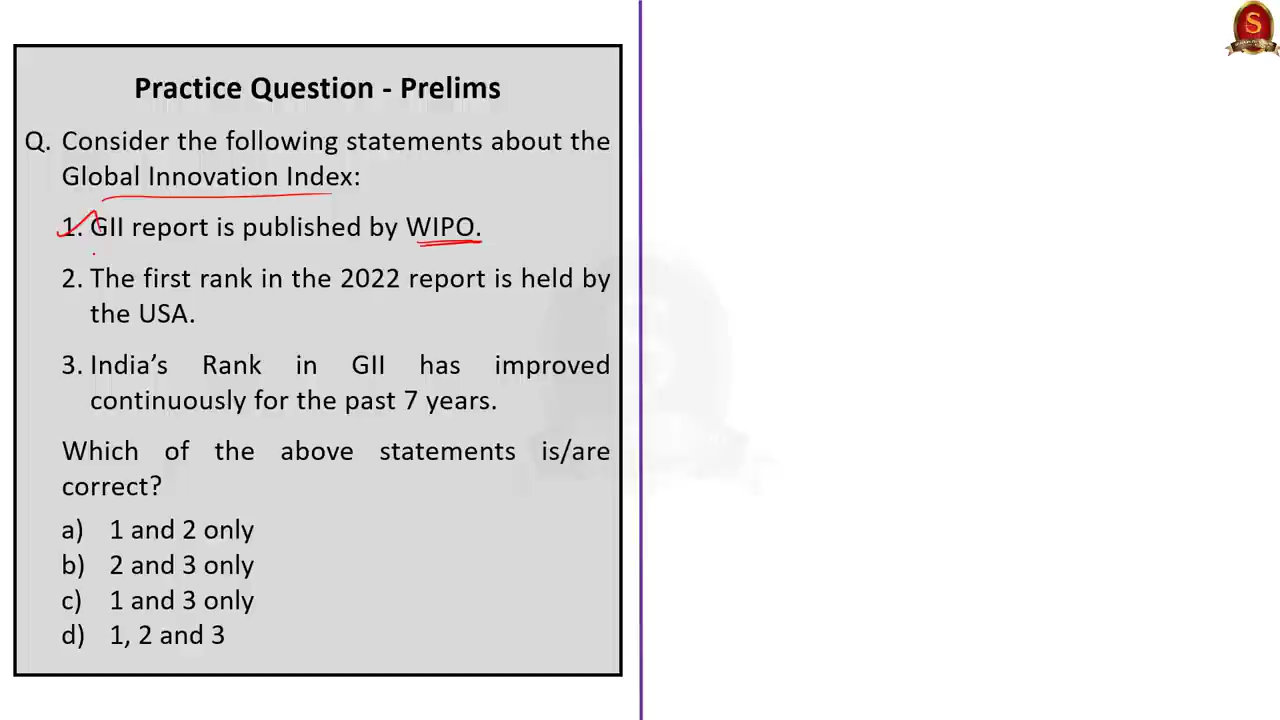 S
Practice Question - Prelims
Q. Consider the following statements about the
Global Innovation Index:
1. GII report is published by WIPO.
2. The first rank in the 2022 report is held by
the USA.
3. India’s Rank in GII has improved
continuously for the past 7 years.
Which of the above statements is/are
correct?
a) 1 and 2 only
b) 2 and 3 only
c) 1 and 3 only
d) 1, 2 and 3